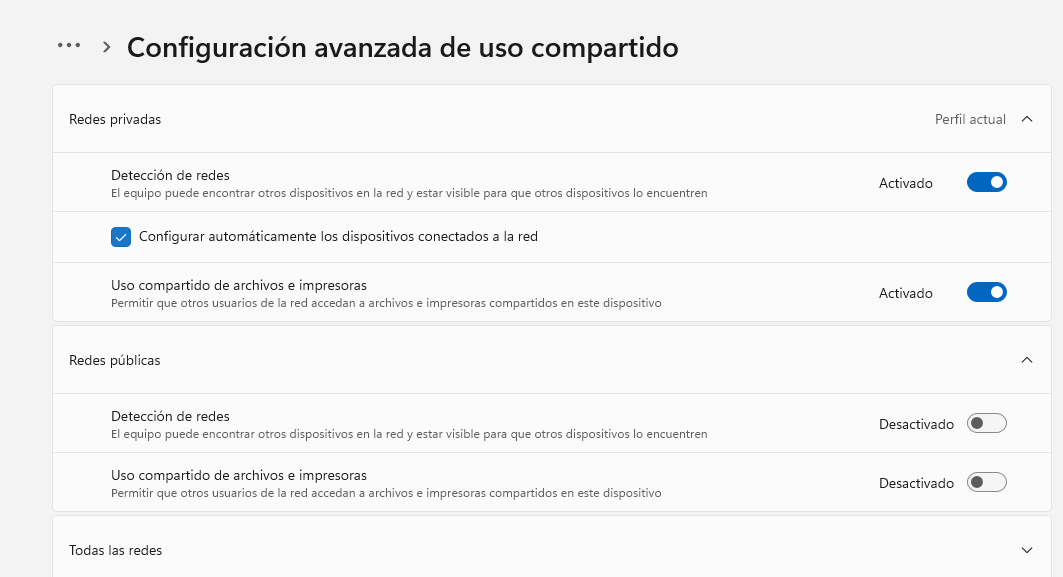 Configuración avanzada de uso compartido
Redes privadas
Perfil actual
Detección de redes
El equipo puede encontrar otros dispositivos en la red y estar visible para que otros dispositivos lo encuentren
Activado
Configurar automáticamente los dispositivos conectados a la red
Uso compartido de archivos e impresoras
Permitir que otros usuarios de la red accedan a archivos e impresoras compartidos en este dispositivo
Activado
Redes públicas
Detección de redes
El equipo puede encontrar otros dispositivos en la red y estar visible para que otros dispositivos lo encuentren
Desactivado
Uso compartido de archivos e impresoras
Permitir que otros usuarios de la red accedan a archivos e impresoras compartidos en este dispositivo
Desactivado
Todas las redes